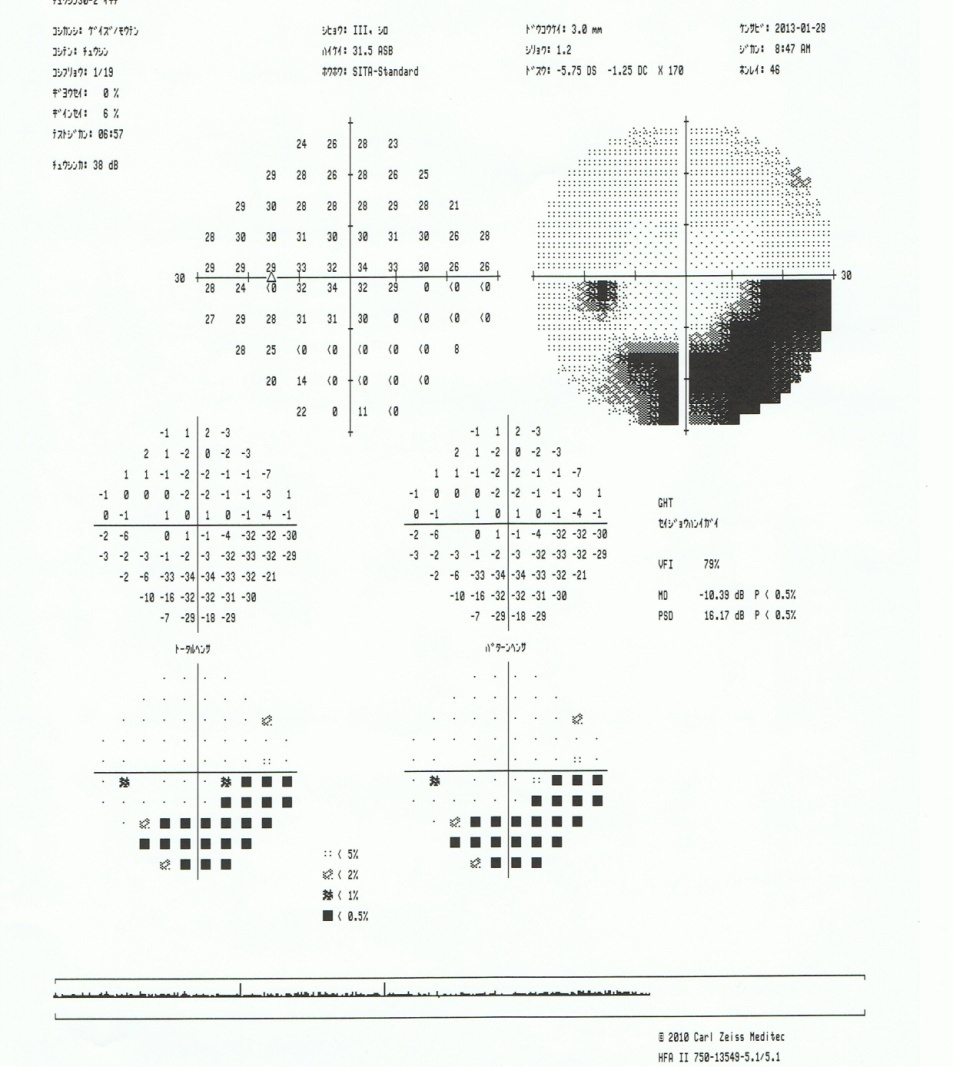 コシカンシ: ゲイズ/モウテン
コシテン: チュウシン
コシフリョウ: 1/19
ギヨウセイ: 0 %
ギインセイ: 6 %
テストジカン: 06:57
チュウシンカ: 38 dB
シヒョウ: III, シロ
ハイケイ: 31.5 ASB
ホウホウ: SITA-Standard
ドウコウケイ: 3.0 mm
シリョク: 1.2
ドスウ: -5.75 DS -1.25 DC X 170
ケンサビ: 2013-01-28
ジカン: 8:47 AM
ネンレイ: 46
24 26 28 23
29 28 26 28 26 25
29 30 28 28 28 29 28 21
28 30 30 31 30 30 31 30 26 28
29 29 29 33 32 34 33 30 26 26
30
30
28 24 <0 32 34 32 29 0 <0 <0
27 29 28 31 31 30 0 <0 <0 <0
28 25 <0 <0 <0 <0 <0 8
20 14 <0 <0 <0 <0
22 0 11 <0
-1 1 2 -3
2 1 -2 0 -2 -3
1 1 -1 -2 -2 -1 -1 -7
-1 0 0 0 -2 -2 -1 -1 -3 1
0 -1 1 0 1 0 -1 -4 -1
-2 -6 0 1 -1 -4 -32 -32 -30
-3 -2 -3 -1 -2 -3 -32 -33 -32 -29
-2 -6 -33 -34 -34 -33 -32 -21
-10 -16 -32 -32 -31 -30
-7 -29 -18 -29
トータルヘンサ
-1 1 2 -3
2 1 -2 0 -2 -3
1 1 -1 -2 -2 -1 -1 -7
-1 0 0 0 -2 -2 -1 -1 -3 1
0 -1 1 0 1 0 -1 -4 -1
-2 -6 0 1 -1 -4 -32 -32 -30
-3 -2 -3 -1 -2 -3 -32 -33 -32 -29
-2 -6 -33 -34 -34 -33 -32 -21
-10 -16 -32 -32 -31 -30
-7 -29 -18 -29
パターンヘンサ
GHT
セイジョウハンイガイ
VFI 79%
MD -10.39 dB P < 0.5%
PSD 16.17 dB P < 0.5%
< 5%
< 2%
< 1%
< 0.5%
© 2010 Carl Zeiss Meditec
HFA II 750-13549-5.1/5.1